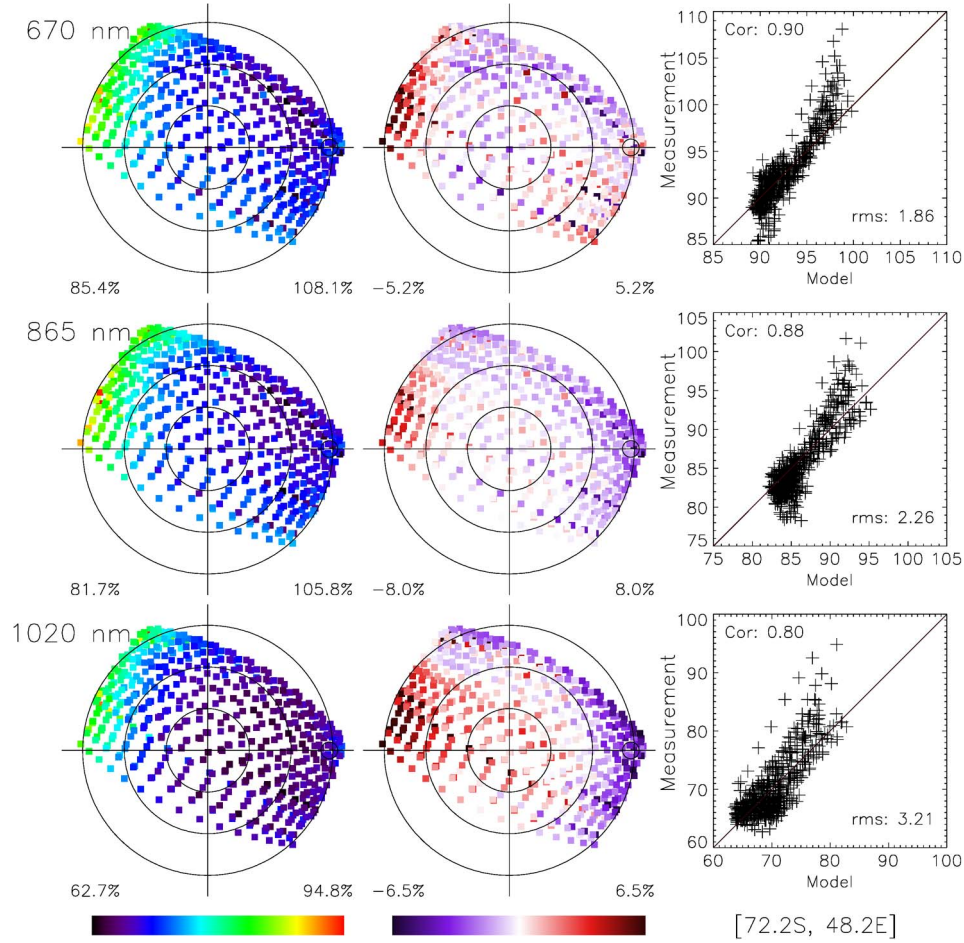 670 nm
85.4% 108.1% −5.2% 5.2%
Cor: 0.90
rms: 1.86
Measurement
110
105
100
95
90
85
85 90 95 100 105 110
Model
865 nm
81.7% 105.8% −8.0% 8.0%
Cor: 0.88
rms: 2.26
Measurement
105
100
95
90
85
80
75
75 80 85 90 95 100 105
Model
1020 nm
62.7% 94.8% −6.5% 6.5%
Cor: 0.80
rms: 3.21
Measurement
100
90
80
70
60
60 70 80 90 100
Model
[72.2S, 48.2E]